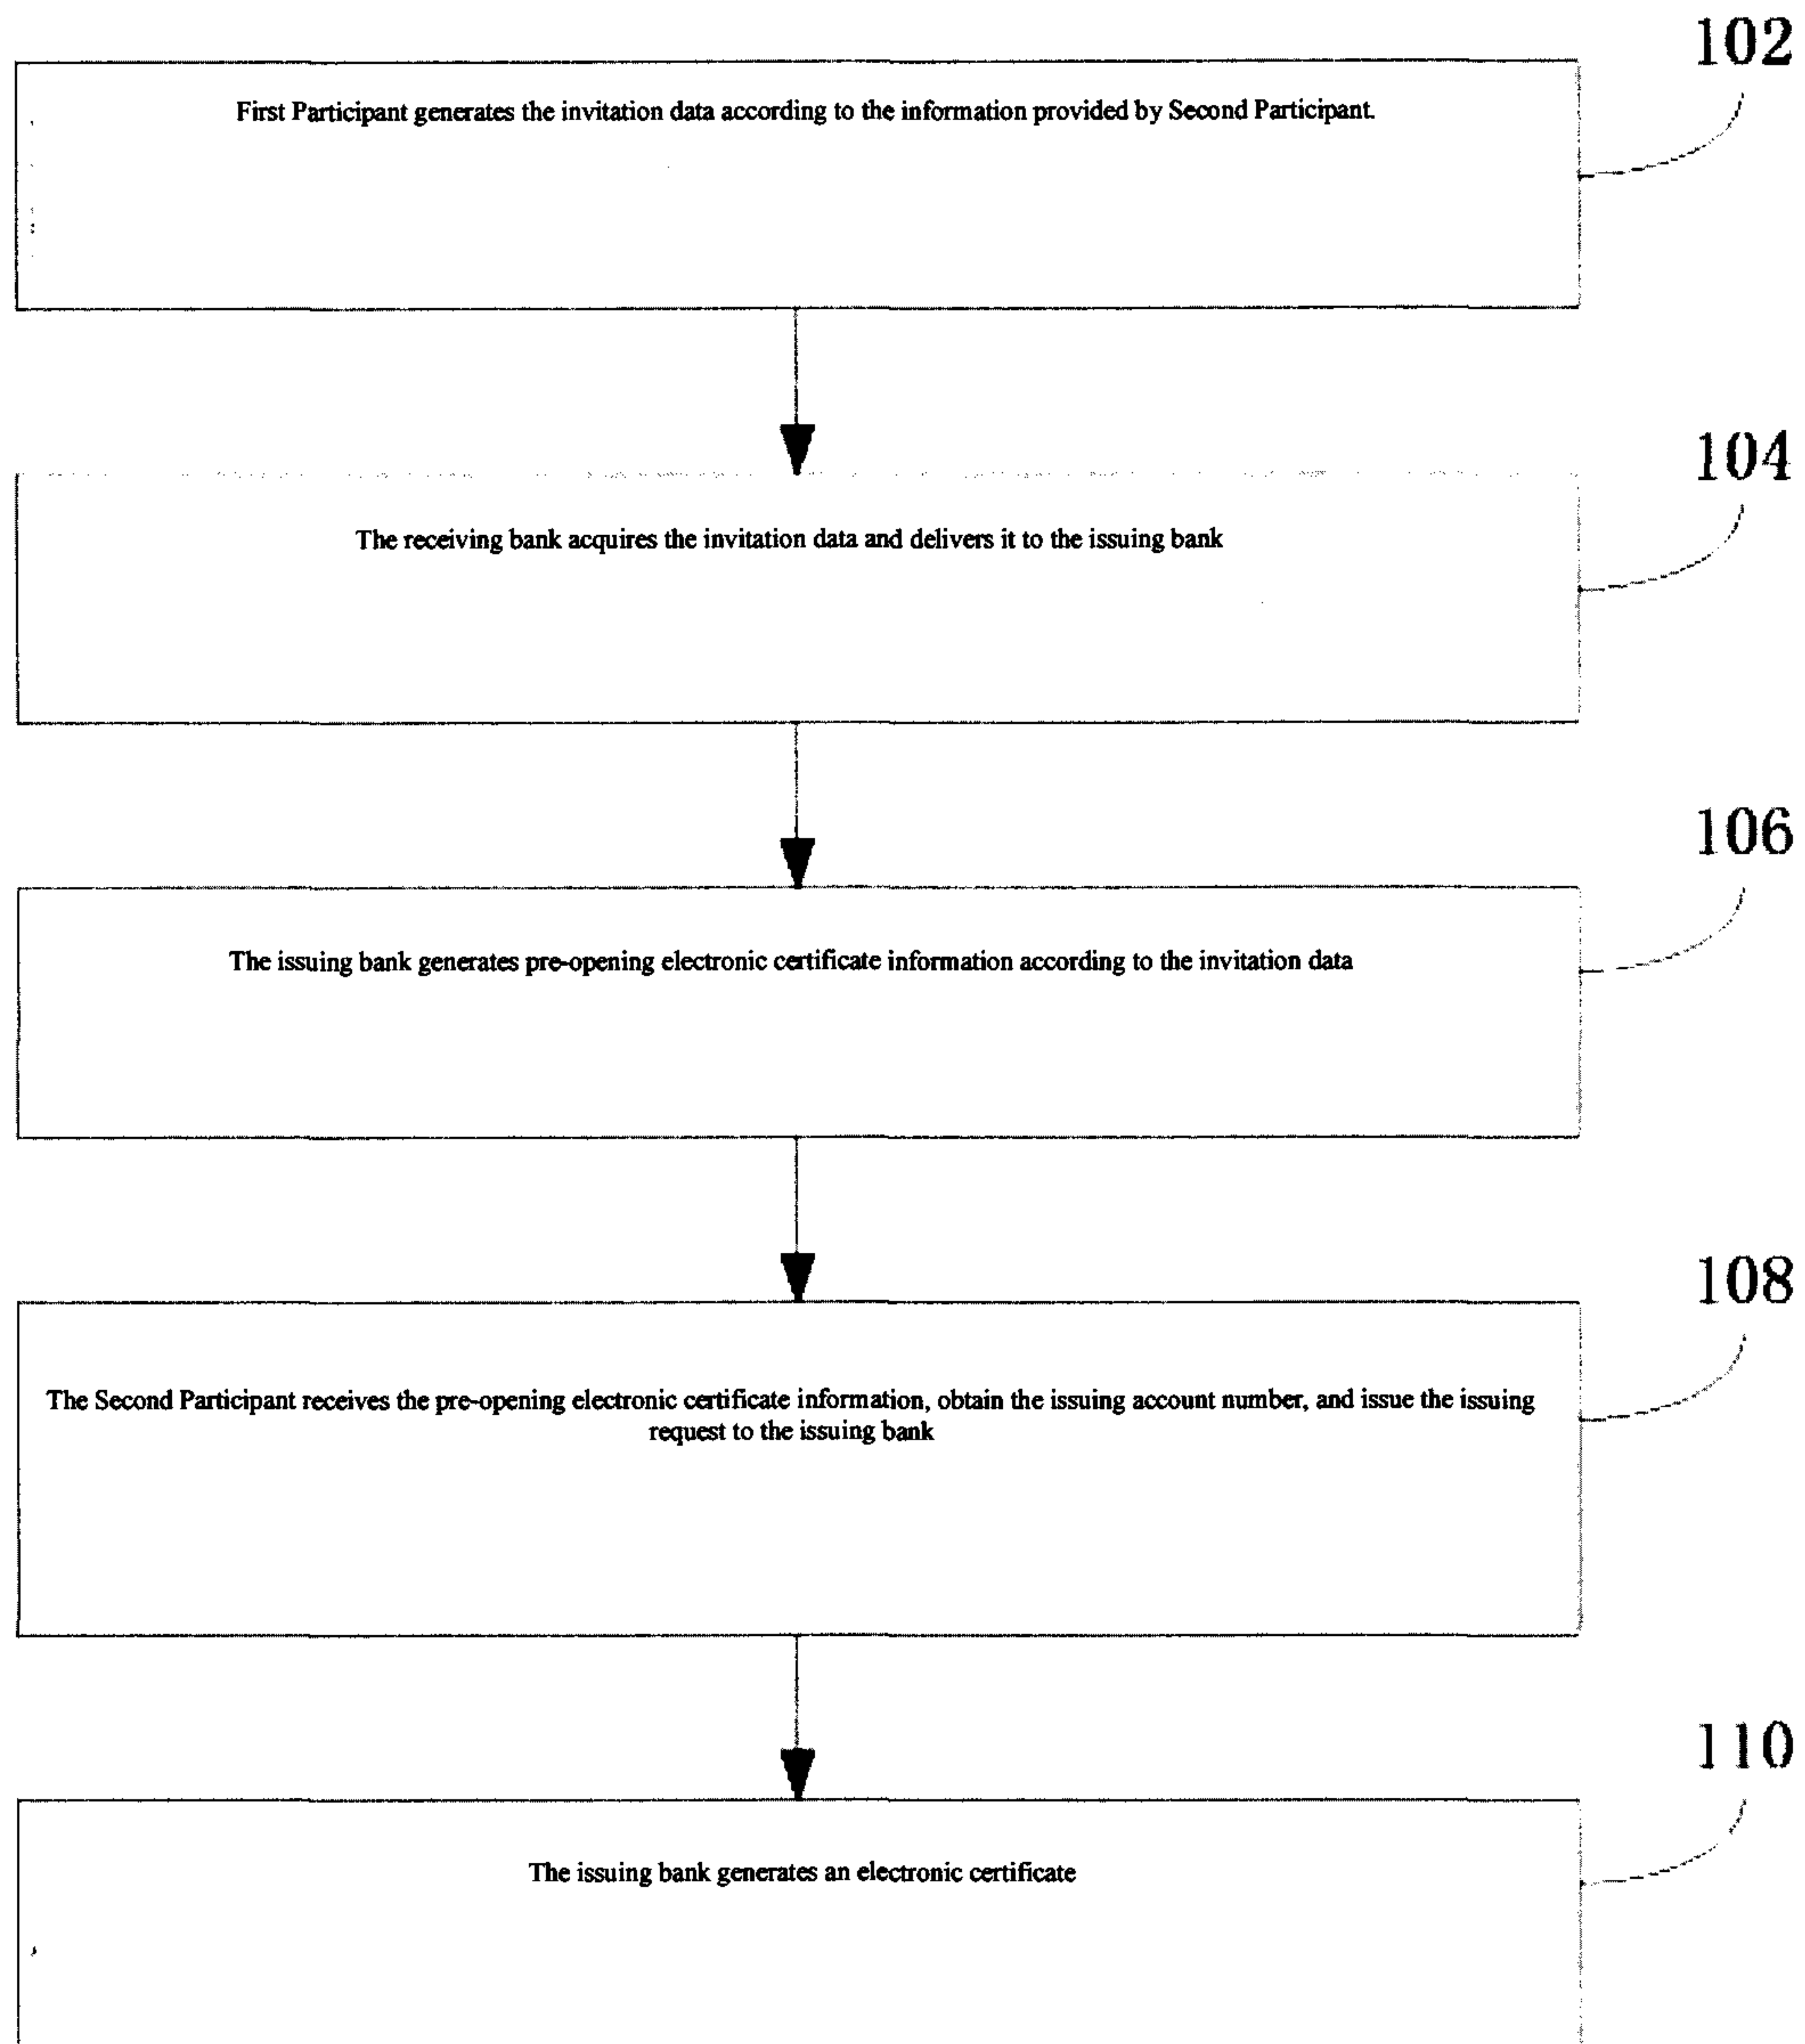 102
First Participant generates the invitation data according to the information provided by Second Participant.
104
The receiving bank acquires the invitation data and delivers it to the issuing bank
106
The issuing bank generates pre-opening electronic certificate information according to the invitation data
108
The Second Participant receives the pre-opening electronic certificate information, obtain the issuing account number, and issue the issuing
request to the issuing bank
110
The issuing bank generates an electronic certificate